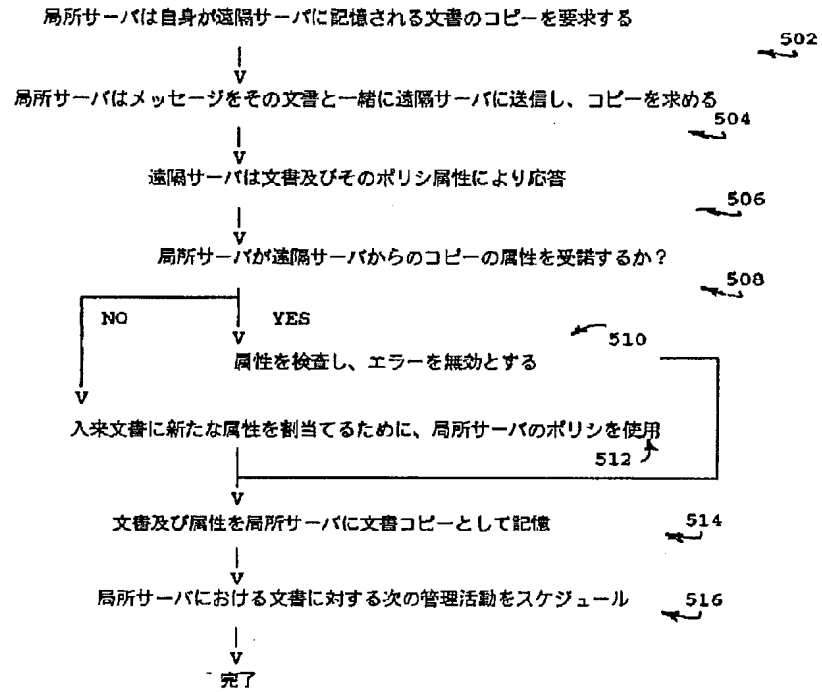 局所サーバは自身が遠隔サーバに記憶される文書のコピーを要求する
502
局所サーバはメッセージをその文書と一緒に遠隔サーバに送信し、コピーを求める
504
遠隔サーバは文書及びそのポリシ属性により応答
506
局所サーバが遠隔サーバからのコピーの属性を受諾するか？
508
NO YES
510
属性を検査し、エラーを無効とする
入来文書に新たな属性を割当てるために、局所サーバのポリシを使用
512
文書及び属性を局所サーバに文書コピーとして記憶
514
局所サーバにおける文書に対する次の管理活動をスケジュール
516
完了